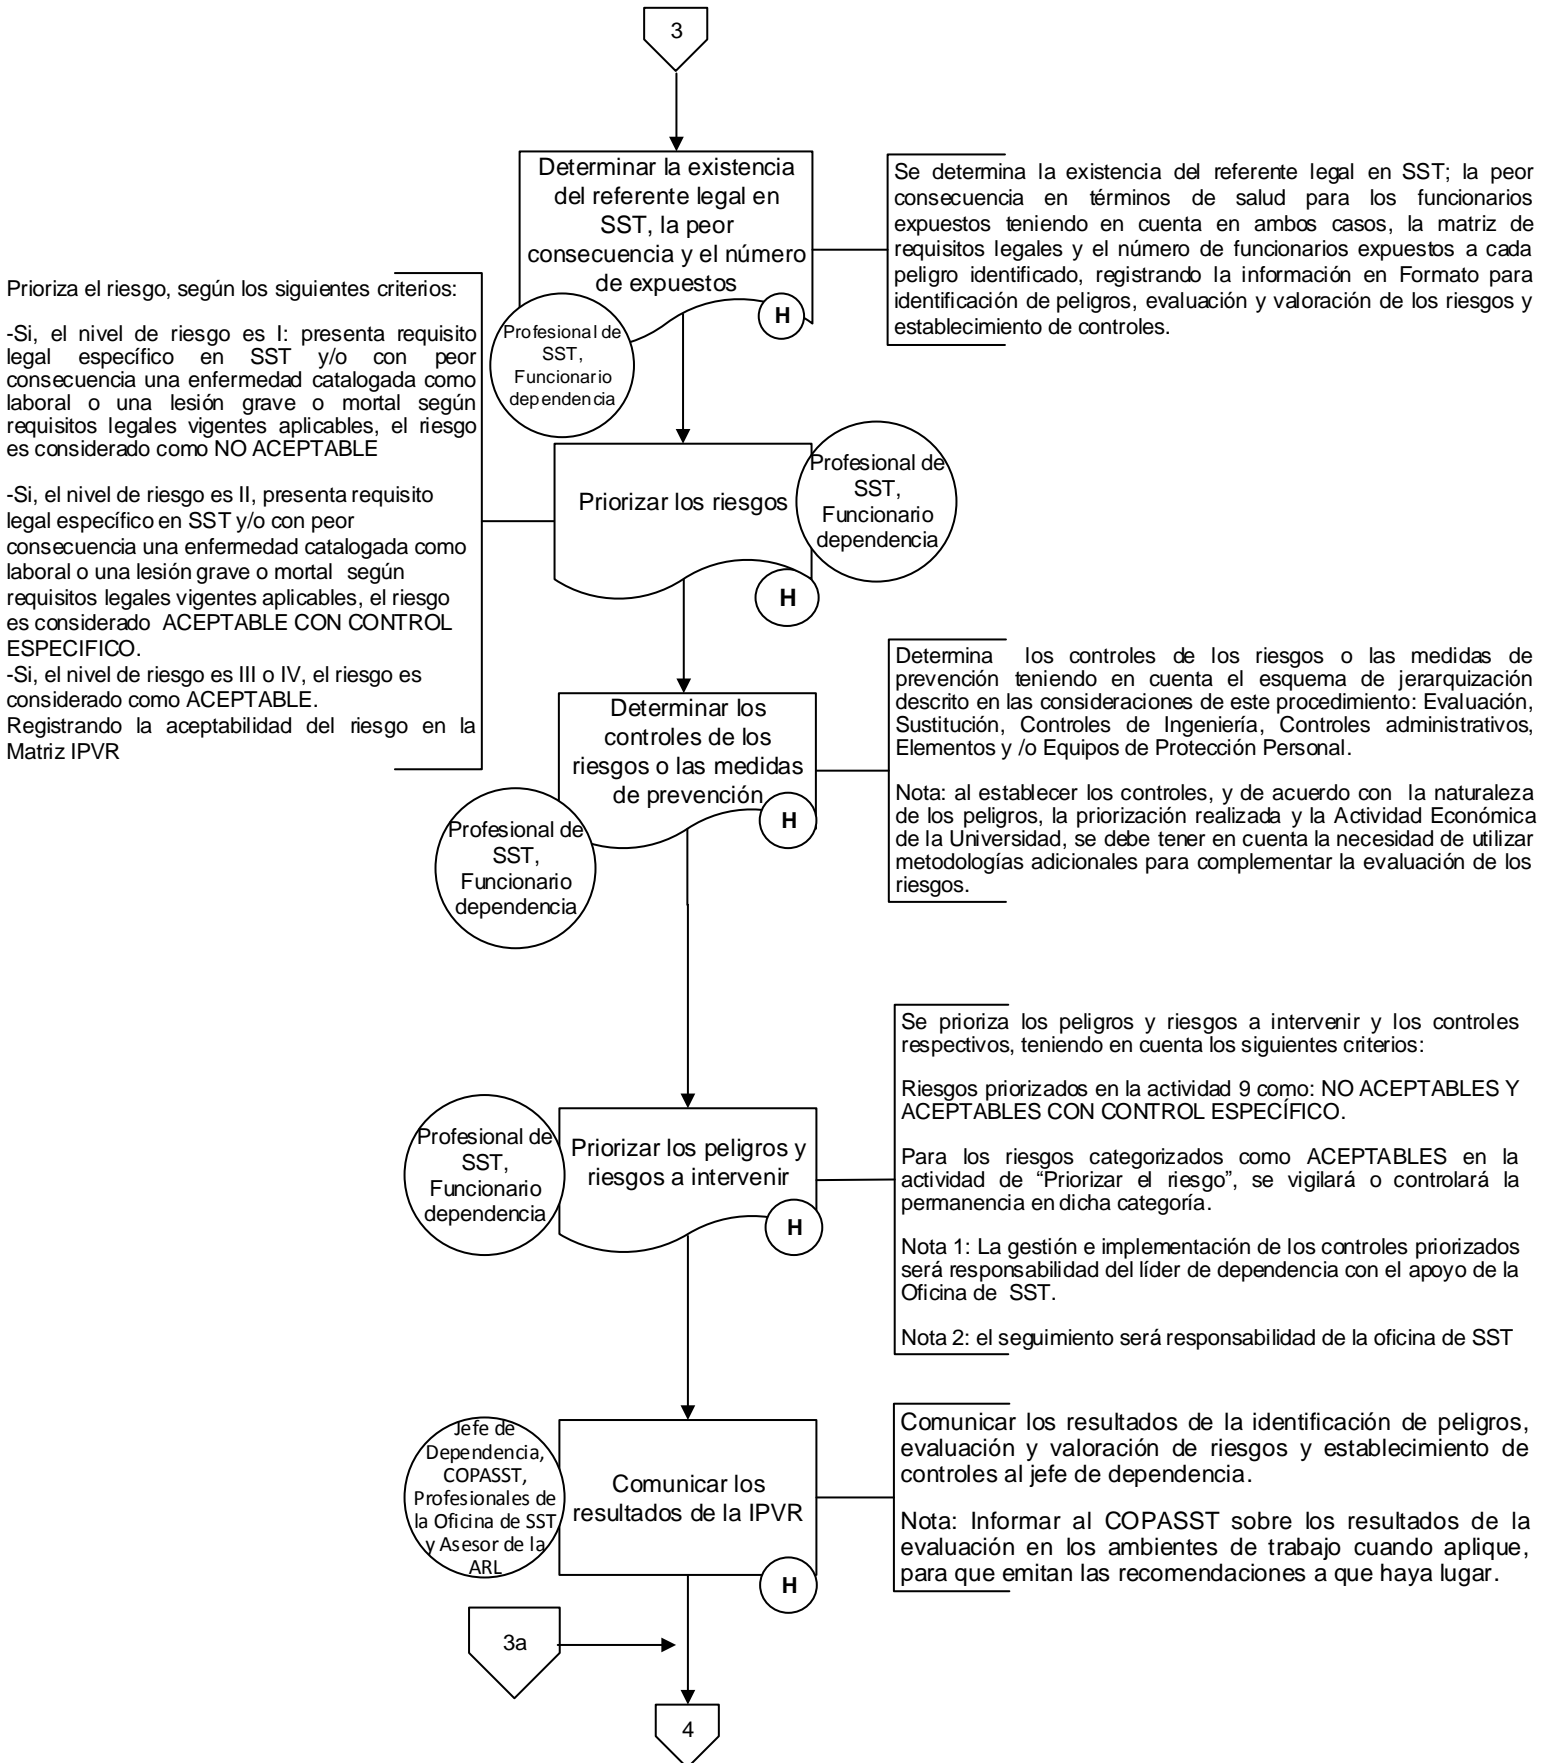 3
Determinar la existencia
del referente legal en
SST, la peor
consecuencia y el número
de expuestos
H
Profesional de
SST,
Funcionario
dependencia
Se determina la existencia del referente legal en SST; la peor
consecuencia en términos de salud para los funcionarios
expuestos teniendo en cuenta en ambos casos, la matriz de
requisitos legales y el número de funcionarios expuestos a cada
peligro identificado, registrando la información en Formato para
identificación de peligros, evaluación y valoración de los riesgos y
establecimiento de controles.
Prioriza el riesgo, según los siguientes criterios:
-Si, el nivel de riesgo es I: presenta requisito
legal específico en SST y/o con peor
consecuencia una enfermedad catalogada como
laboral o una lesión grave o mortal según
requisitos legales vigentes aplicables, el riesgo
es considerado como NO ACEPTABLE
-Si, el nivel de riesgo es II, presenta requisito
legal específico en SST y/o con peor
consecuencia una enfermedad catalogada como
laboral o una lesión grave o mortal según
requisitos legales vigentes aplicables, el riesgo
es considerado ACEPTABLE CON CONTROL
ESPECIFICO.
-Si, el nivel de riesgo es III o IV, el riesgo es
considerado como ACEPTABLE.
Registrando la aceptabilidad del riesgo en la
Matriz IPVR
Priorizar los riesgos
Profesional de
SST,
Funcionario
dependencia
H
Determinar los
controles de los
riesgos o las medidas
de prevención
H
Profesional de
SST,
Funcionario
dependencia
Determina los controles de los riesgos o las medidas de
prevención teniendo en cuenta el esquema de jerarquización
descrito en las consideraciones de este procedimiento: Evaluación,
Sustitución, Controles de Ingeniería, Controles administrativos,
Elementos y /o Equipos de Protección Personal.
Nota: al establecer los controles, y de acuerdo con la naturaleza
de los peligros, la priorización realizada y la Actividad Económica
de la Universidad, se debe tener en cuenta la necesidad de utilizar
metodologías adicionales para complementar la evaluación de los
riesgos.
Profesional de
SST,
Funcionario
dependencia
Priorizar los peligros y
riesgos a intervenir
H
Se prioriza los peligros y riesgos a intervenir y los controles
respectivos, teniendo en cuenta los siguientes criterios:
Riesgos priorizados en la actividad 9 como: NO ACEPTABLES Y
ACEPTABLES CON CONTROL ESPECÍFICO.
Para los riesgos categorizados como ACEPTABLES en la
actividad de “Priorizar el riesgo”, se vigilará o controlará la
permanencia en dicha categoría.
Nota 1: La gestión e implementación de los controles priorizados
será responsabilidad del líder de dependencia con el apoyo de la
Oficina de SST.
Nota 2: el seguimiento será responsabilidad de la oficina de SST
Jefe de
Dependencia,
COPASST,
Profesionales de
la Oficina de SST
y Asesor de la
ARL
Comunicar los
resultados de la IPVR
H
Comunicar los resultados de la identificación de peligros,
evaluación y valoración de riesgos y establecimiento de
controles al jefe de dependencia.
Nota: Informar al COPASST sobre los resultados de la
evaluación en los ambientes de trabajo cuando aplique,
para que emitan las recomendaciones a que haya lugar.
3a
4